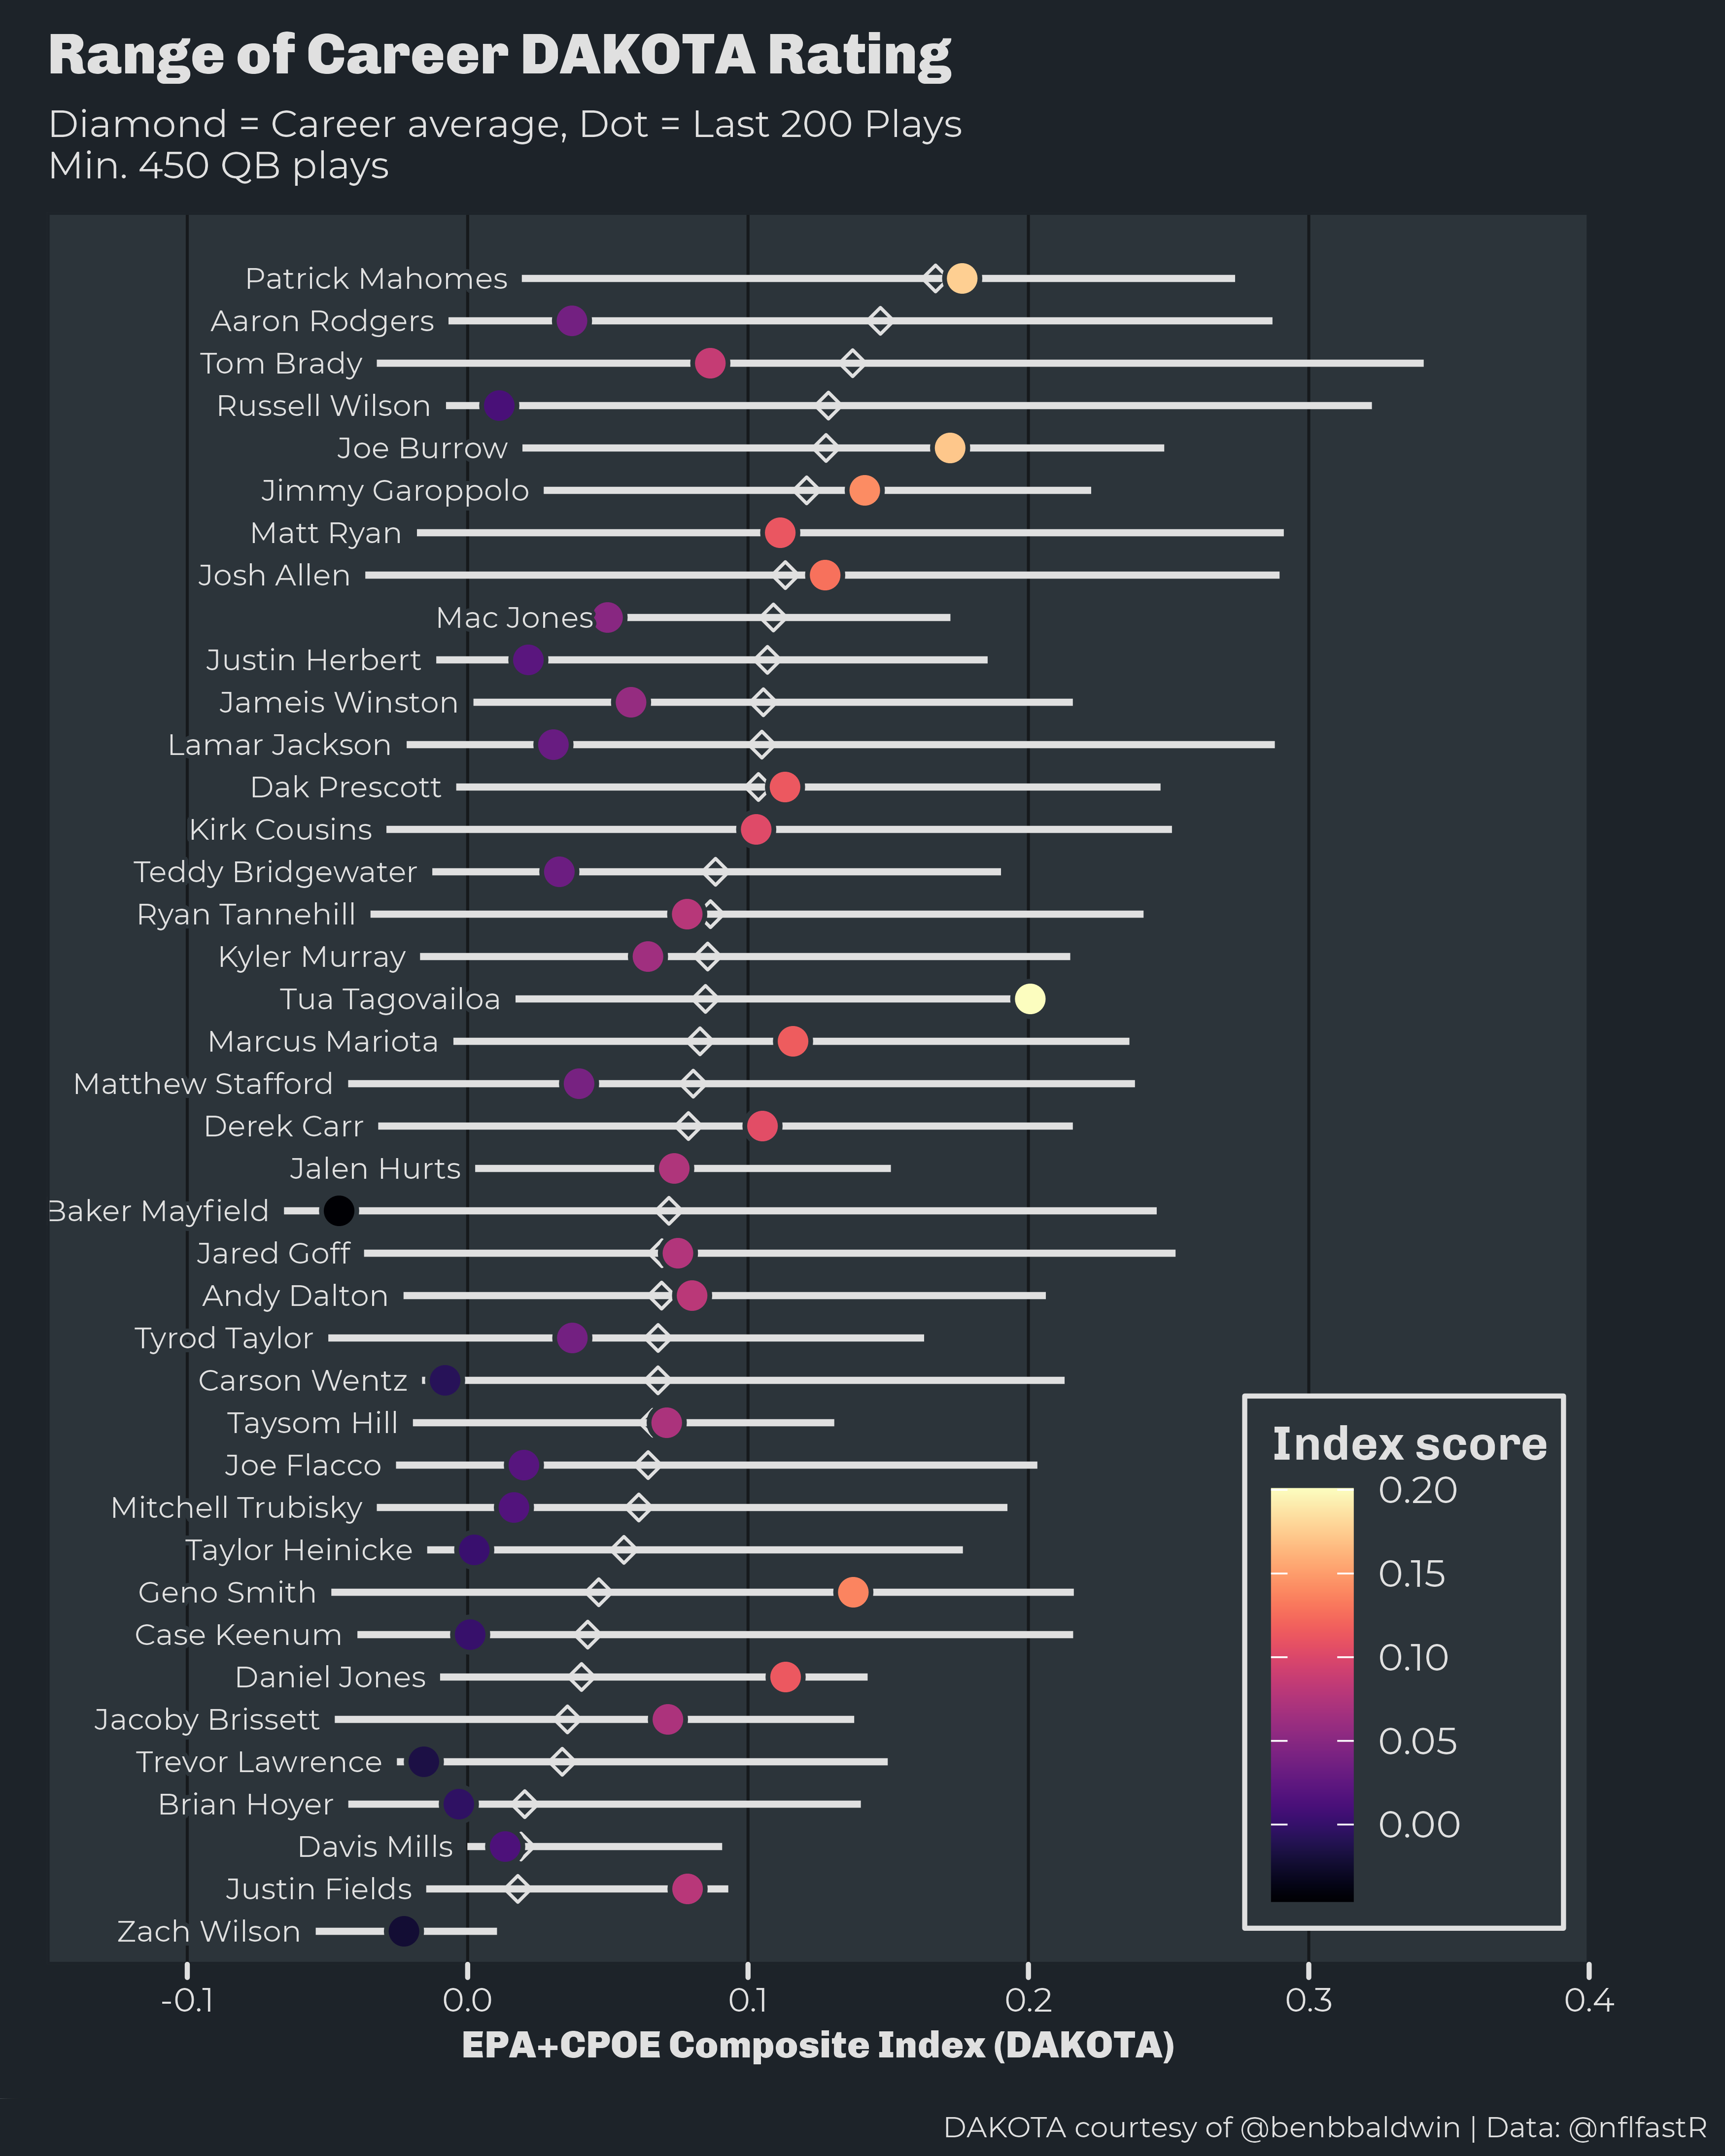 Range of Career DAKOTA Rating
Diamond = Career average, Dot = Last 200 Plays
Min. 450 QB plays
Patrick Mahomes
Aaron Rodgers
Tom Brady
Russell Wilson
Joe Burrow
Jimmy Garoppolo
Matt Ryan
Josh Allen
Mac Jones
Justin Herbert
Jameis Winston
Lamar Jackson
Dak Prescott
Kirk Cousins
Teddy Bridgewater
Ryan Tannehill
Kyler Murray
Tua Tagovailoa
Marcus Mariota
Matthew Stafford
Derek Carr
Jalen Hurts
Baker Mayfield
Jared Goff
Andy Dalton
Tyrod Taylor
Carson Wentz
Taysom Hill
Joe Flacco
Mitchell Trubisky
Taylor Heinicke
Geno Smith
Case Keenum
Daniel Jones
Jacoby Brissett
Trevor Lawrence
Brian Hoyer
Davis Mills
Justin Fields
Zach Wilson
Index score
0.20
0.15
0.10
0.05
0.00
-0.1 0.0 0.1 0.2 0.3 0.4
EPA+CPOE Composite Index (DAKOTA)
DAKOTA courtesy of @benbbaldwin | Data: @nflfastR